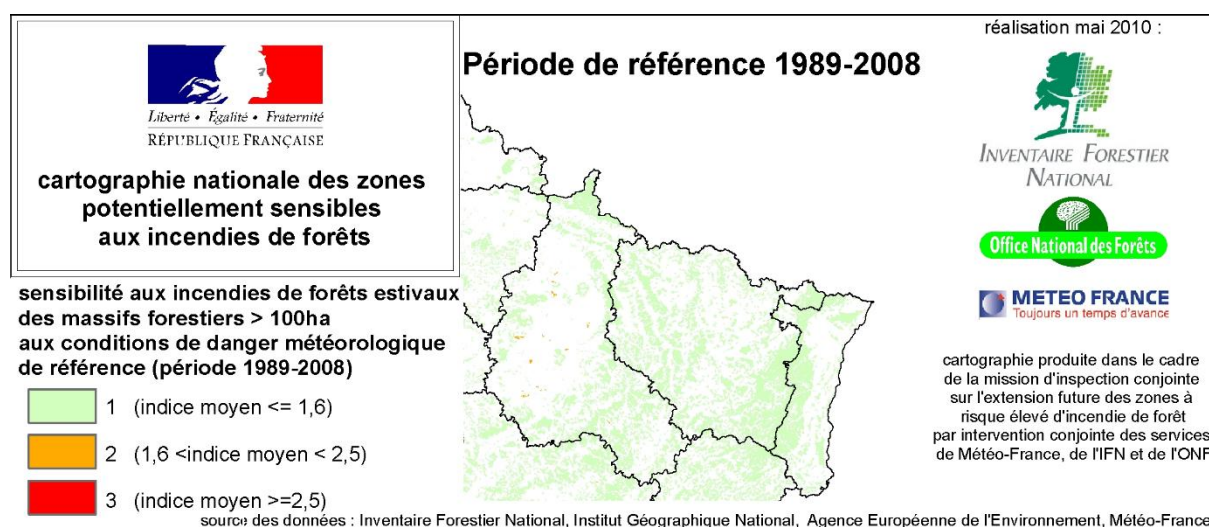 Liberté • Égalité • Fraternité
RÉPUBLIQUE FRANÇAISE
cartographie nationale des zones
potentiellement sensibles
aux incendies de forêts
sensibilité aux incendies de forêts estivaux
des massifs forestiers > 100ha
aux conditions de danger météorologique
de référence (période 1989-2008)
1 (indice moyen <= 1,6)
2 (1,6 <indice moyen < 2,5)
3 (indice moyen >=2,5)
Période de référence 1989-2008
réalisation mai 2010 :
INVENTAIRE FORESTIER
NATIONAL
Office National des Forêts
METEO FRANCE
Toujours un temps d'avance
cartographie produite dans le cadre
de la mission d'inspection conjointe
sur l'extension future des zones à
risque élevé d'incendie de forêt
par intervention conjointe des services
de Météo-France, de l'IFN et de l'ONF
source des données : Inventaire Forestier National, Institut Géographique National, Agence Européenne de l'Environnement, Météo-France